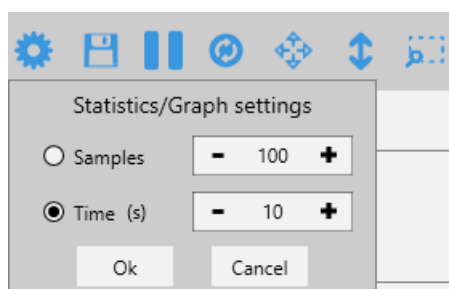 Statistics/Graph settings
Samples - 100 +
Time (s) - 10 +
Ok Cancel